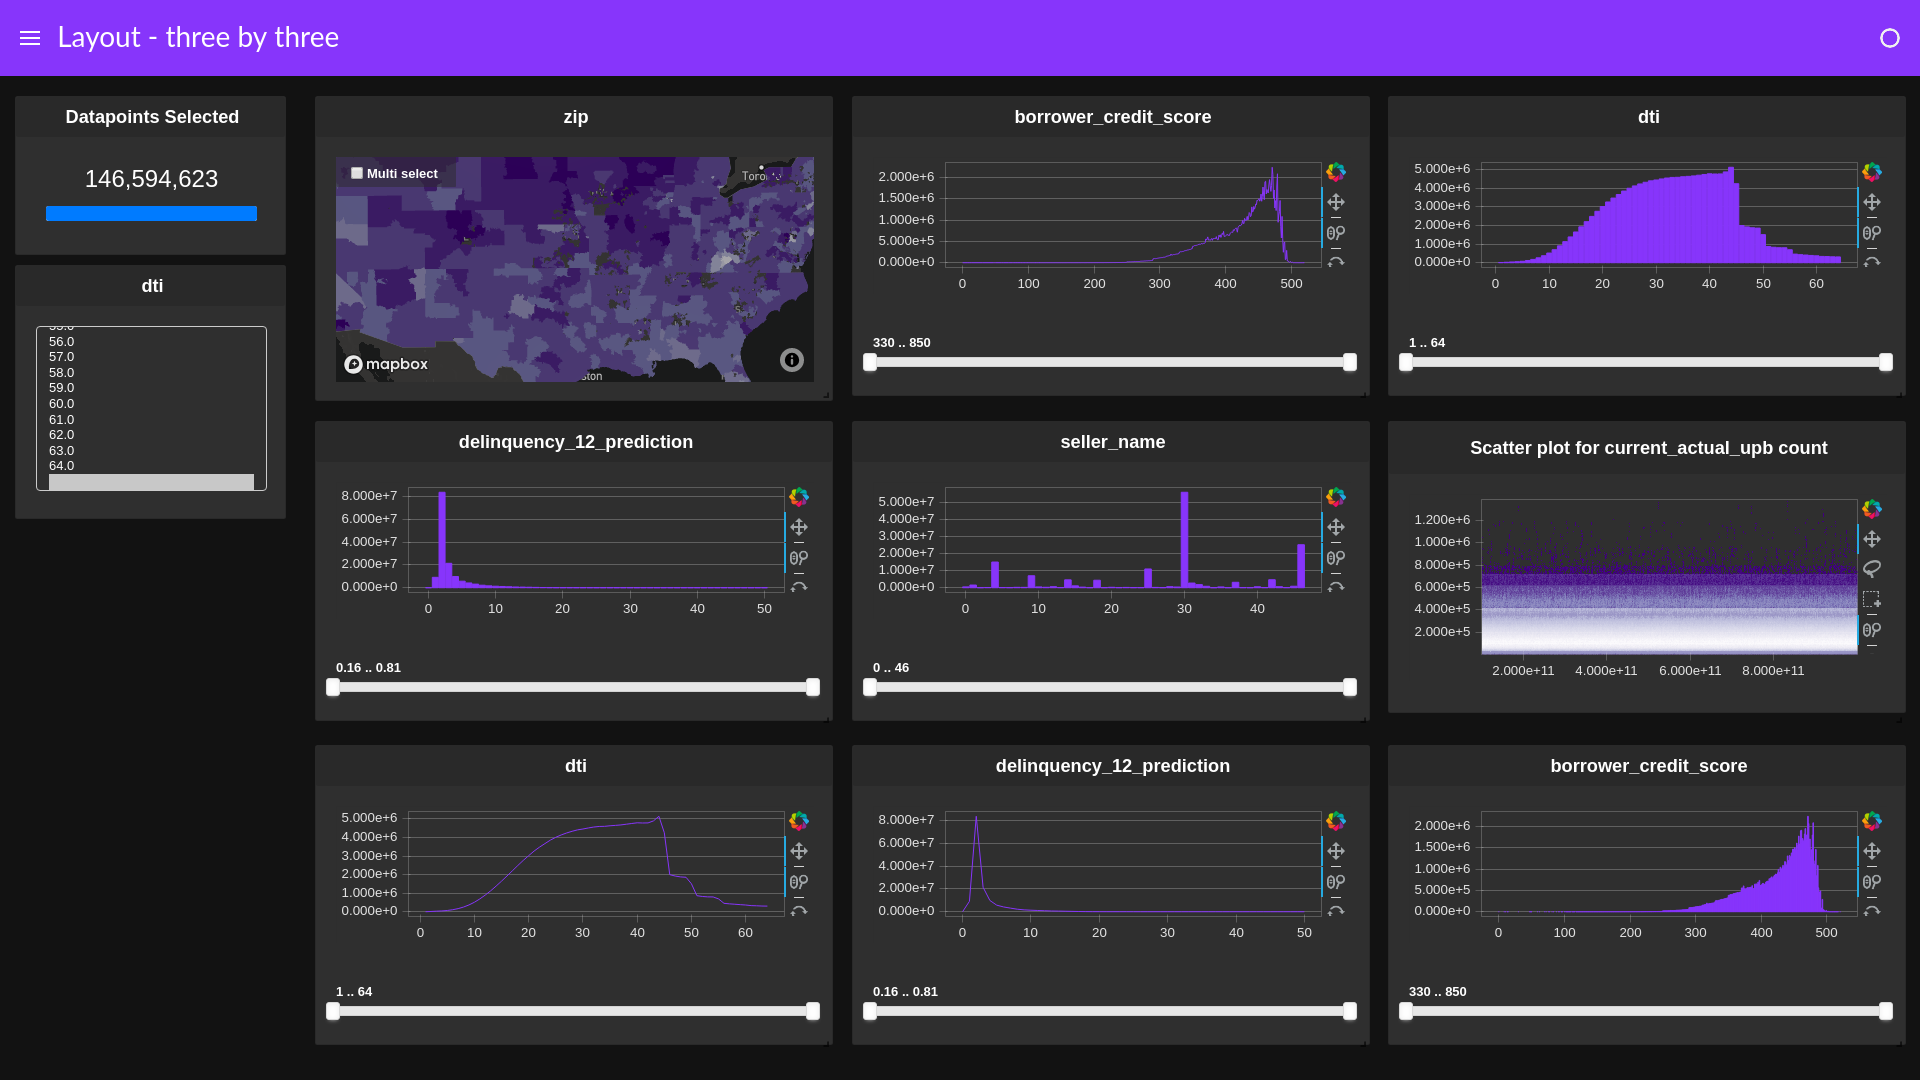 Layout - three by three
Datapoints Selected
146,594,623
dti
55.0
56.0
57.0
58.0
59.0
60.0
61.0
62.0
63.0
64.0
zip
Multi select
Toro
mapbox
ston
borrower_credit_score
2.000e+6
1.500e+6
1.000e+6
5.000e+5
0.000e+0
0 100 200 300 400 500
330 .. 850
dti
5.000e+6
4.000e+6
3.000e+6
2.000e+6
1.000e+6
0.000e+0
0 10 20 30 40 50 60
1 .. 64
delinquency_12_prediction
8.000e+7
6.000e+7
4.000e+7
2.000e+7
0.000e+0
0 10 20 30 40 50
0.16 .. 0.81
seller_name
5.000e+7
4.000e+7
3.000e+7
2.000e+7
1.000e+7
0.000e+0
0 10 20 30 40
0 .. 46
Scatter plot for current_actual_upb count
1.200e+6
1.000e+6
8.000e+5
6.000e+5
4.000e+5
2.000e+5
2.000e+11 4.000e+11 6.000e+11 8.000e+11
dti
5.000e+6
4.000e+6
3.000e+6
2.000e+6
1.000e+6
0.000e+0
0 10 20 30 40 50 60
1 .. 64
delinquency_12_prediction
8.000e+7
6.000e+7
4.000e+7
2.000e+7
0.000e+0
0 10 20 30 40 50
0.16 .. 0.81
borrower_credit_score
2.000e+6
1.500e+6
1.000e+6
5.000e+5
0.000e+0
0 100 200 300 400 500
330 .. 850